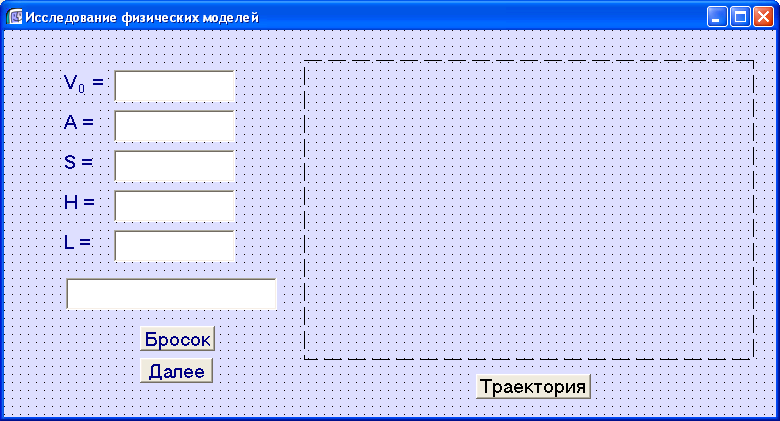 Исследование физических моделей
V₀ =
A =
S =
H =
L =
Бросок
Далее
Траектория